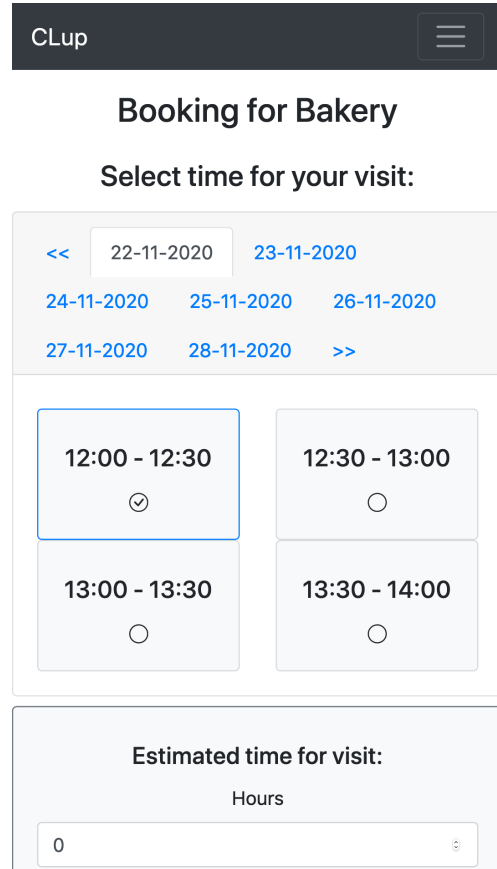 CLup
Booking for Bakery
Select time for your visit:
<< 22-11-2020 23-11-2020
24-11-2020 25-11-2020 26-11-2020
27-11-2020 28-11-2020 >>
12:00 - 12:30 12:30 - 13:00
13:00 - 13:30 13:30 - 14:00
Estimated time for visit:
Hours
0